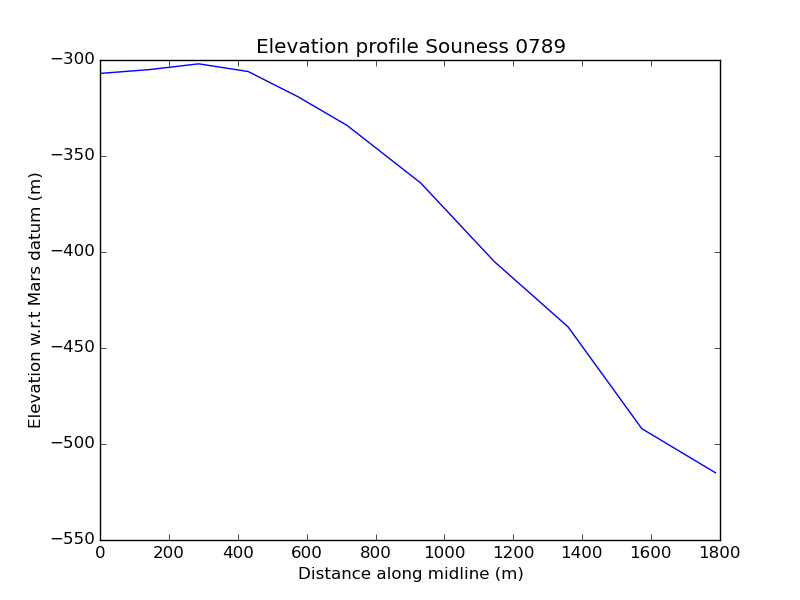 Elevation profile Souness 0789
−300
−350
−400
−450
−500
−550
Elevation w.r.t Mars datum (m)
0 200 400 600 800 1000 1200 1400 1600 1800
Distance along midline (m)